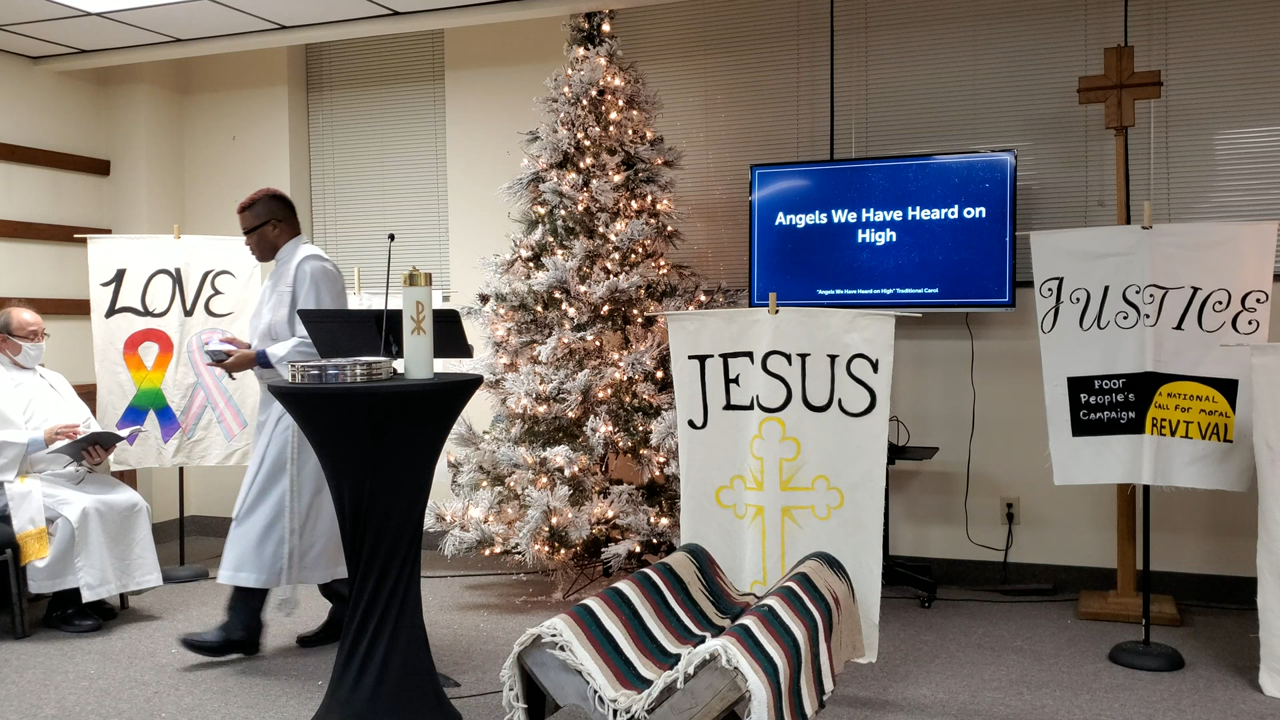 LOVE
Angels We Have Heard on
High
"Angels We Have Heard on High" Traditional Carol
JESUS
JUSTICE
POOR
PEOPLE'S
CAMPAIGN
A NATIONAL
CALL FOR MORAL
REVIVAL